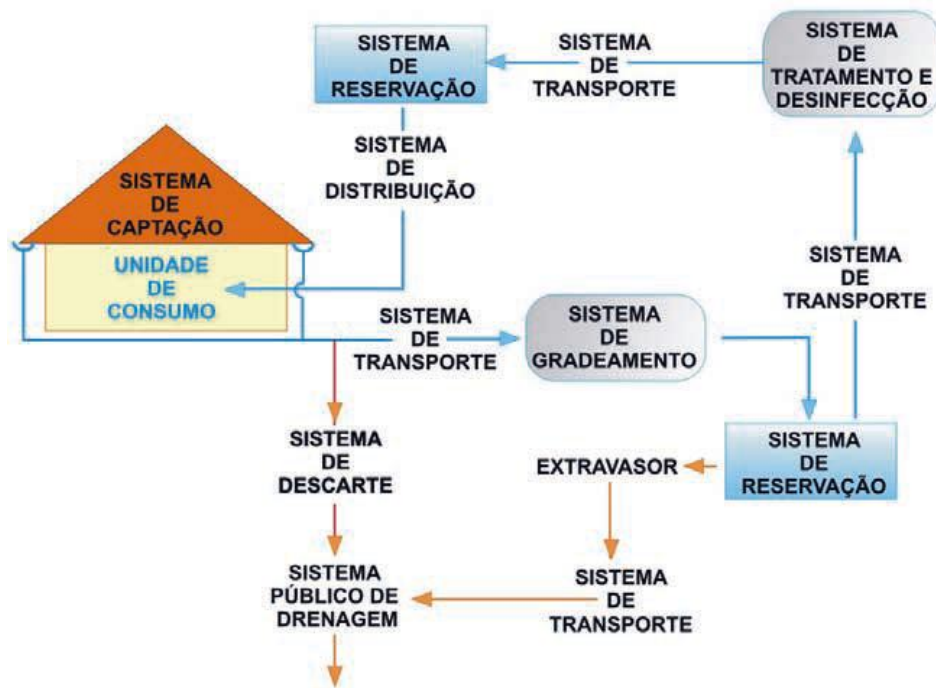 SISTEMA
DE
RESERVAÇÃO
SISTEMA
DE
TRANSPORTE
SISTEMA
DE
TRATAMENTO E
DESINFECÇÃO
SISTEMA
DE
DISTRIBUIÇÃO
SISTEMA
DE
CAPTAÇÃO
UNIDADE
DE
CONSUMO
SISTEMA
DE
TRANSPORTE
SISTEMA
DE
TRANSPORTE
SISTEMA
DE
GRADEAMENTO
SISTEMA
DE
RESERVAÇÃO
SISTEMA
DE
DESCARTE
EXTRAVASOR
SISTEMA
PÚBLICO DE
DRENAGEM
SISTEMA
DE
TRANSPORTE